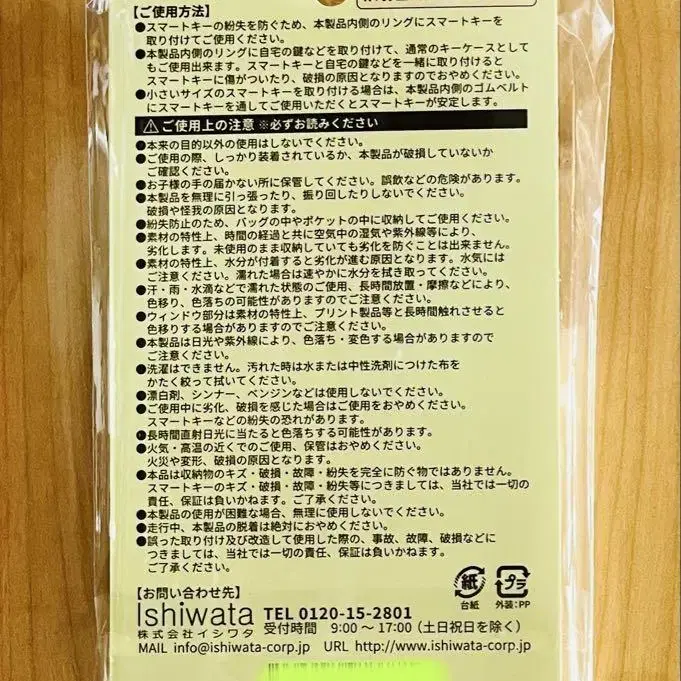 【ご使用方法】
●スマートキーの紛失を防ぐため、本製品内側のリングにスマートキーを
取り付けてご使用ください。
●本製品内側のリングに自宅の鍵などを取り付けて、通常のキーケースとして
もご使用出来ます。スマートキーと自宅の鍵などを一緒に取り付けると
スマートキーに傷がついたり、破損の原因となりますのでおやめください。
●小さいサイズのスマートキーを取り付ける場合は、本製品内側のゴムベルト
にスマートキーを通してご使用いただくとスマートキーが安定します。
⚠ご使用上の注意 ※必ずお読みください
●本来の目的以外の使用はしないでください。
●ご使用の際、しっかり装着されているか、本製品が破損していないか
ご確認ください。
●お子様の手の届かない所に保管してください。誤飲などの危険があります。
●本製品を無理に引っ張ったり、振り回したりしないでください。
破損や怪我の原因となります。
●紛失防止のため、バッグの中やポケットの中に収納してご使用ください。
●素材の特性上、時間の経過と共に空気中の湿気や紫外線等により、
劣化します。未使用のまま収納していても劣化を防ぐことは出来ません。
●素材の特性上、水分が付着すると劣化が進む原因となります。水気には
ご注意ください。濡れた場合は速やかに水分を拭き取ってください。
●汗・雨・水滴などで濡れた状態のご使用、長時間放置・摩擦などにより、
色移り、色落ちの可能性がありますのでご注意ください。
●ウィンドウ部分は素材の特性上、プリント製品等と長時間触れさせると
色移りする場合がありますのでご注意ください。
●本製品は日光や紫外線により、色落ち・変色する場合がありますので
ご注意ください。
●洗濯はできません。汚れた時は水または中性洗剤につけた布を
かたく絞って拭いてください。
●漂白剤、シンナー、ベンジンなどは使用しないでください。
●ご使用中に劣化、破損を感じた場合はご使用をおやめください。
スマートキーなどの紛失の恐れがあります。
●長時間直射日光に当たると色落ちする可能性があります。
●火気・高温の近くでのご使用、保管はおやめください。
火災や変形、破損の原因となります。
●本品は収納物のキズ・破損・故障・紛失を完全に防ぐ物ではありません。
スマートキーのキズ・破損・故障・紛失等につきましては、当社では一切の
責任、保証は負いかねます。ご了承ください。
●本製品の使用が困難な場合、無理に使用しないでください。
●走行中、本製品の脱着は絶対におやめください。
●誤った取り付け及び改造して使用した際の、事故、故障、破損などに
つきましては、当社では一切の責任、保証は負いかねます。
ご了承ください。
紙
台紙
プラ
外装:PP
【お問い合わせ先】
Ishiwata
株式会社イシワタ
TEL 0120-15-2801
受付時間 9:00～17:00（土日祝日を除く）
MAIL info@ishiwata-corp.jp URL http://www.ishiwata-corp.jp